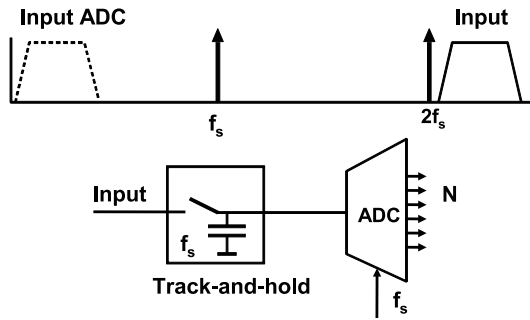 Input ADC
Input
fs
2fs
Input
fs
ADC
N
Track-and-hold
fs